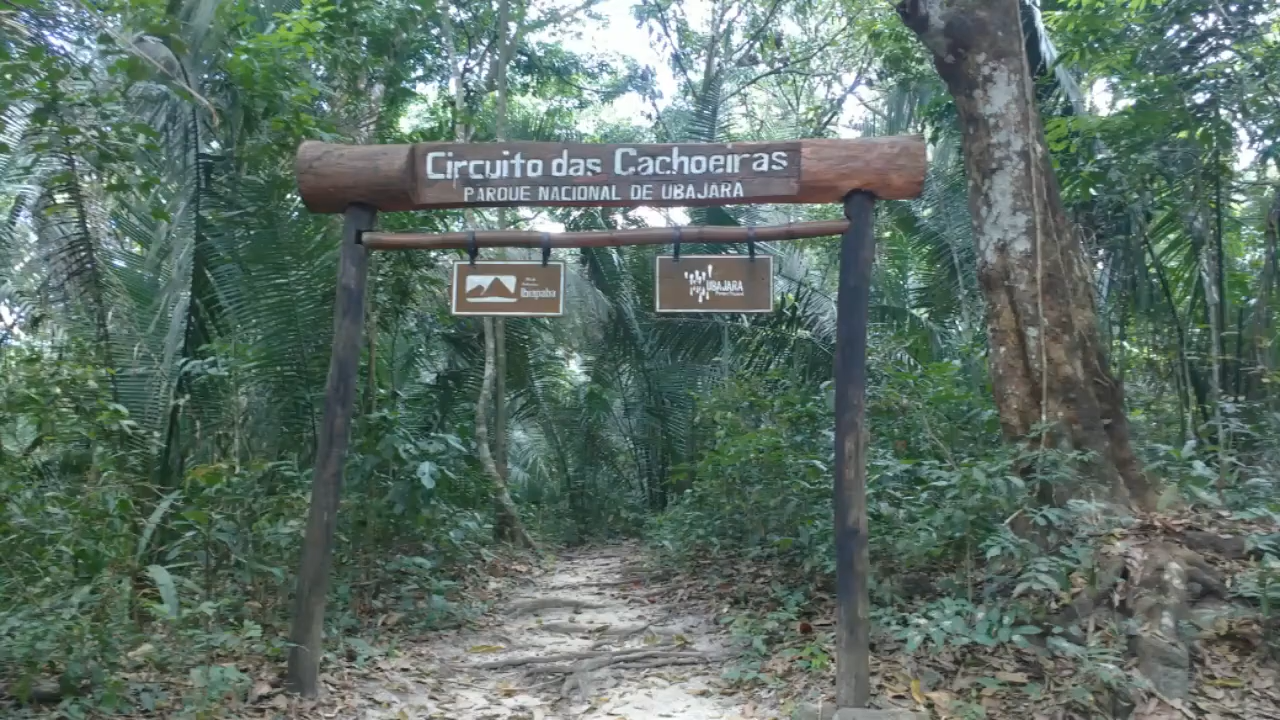 Circuito das Cachoeiras
PARQUE NACIONAL DE UBAJARA
Ibiapaba
UBAJARA